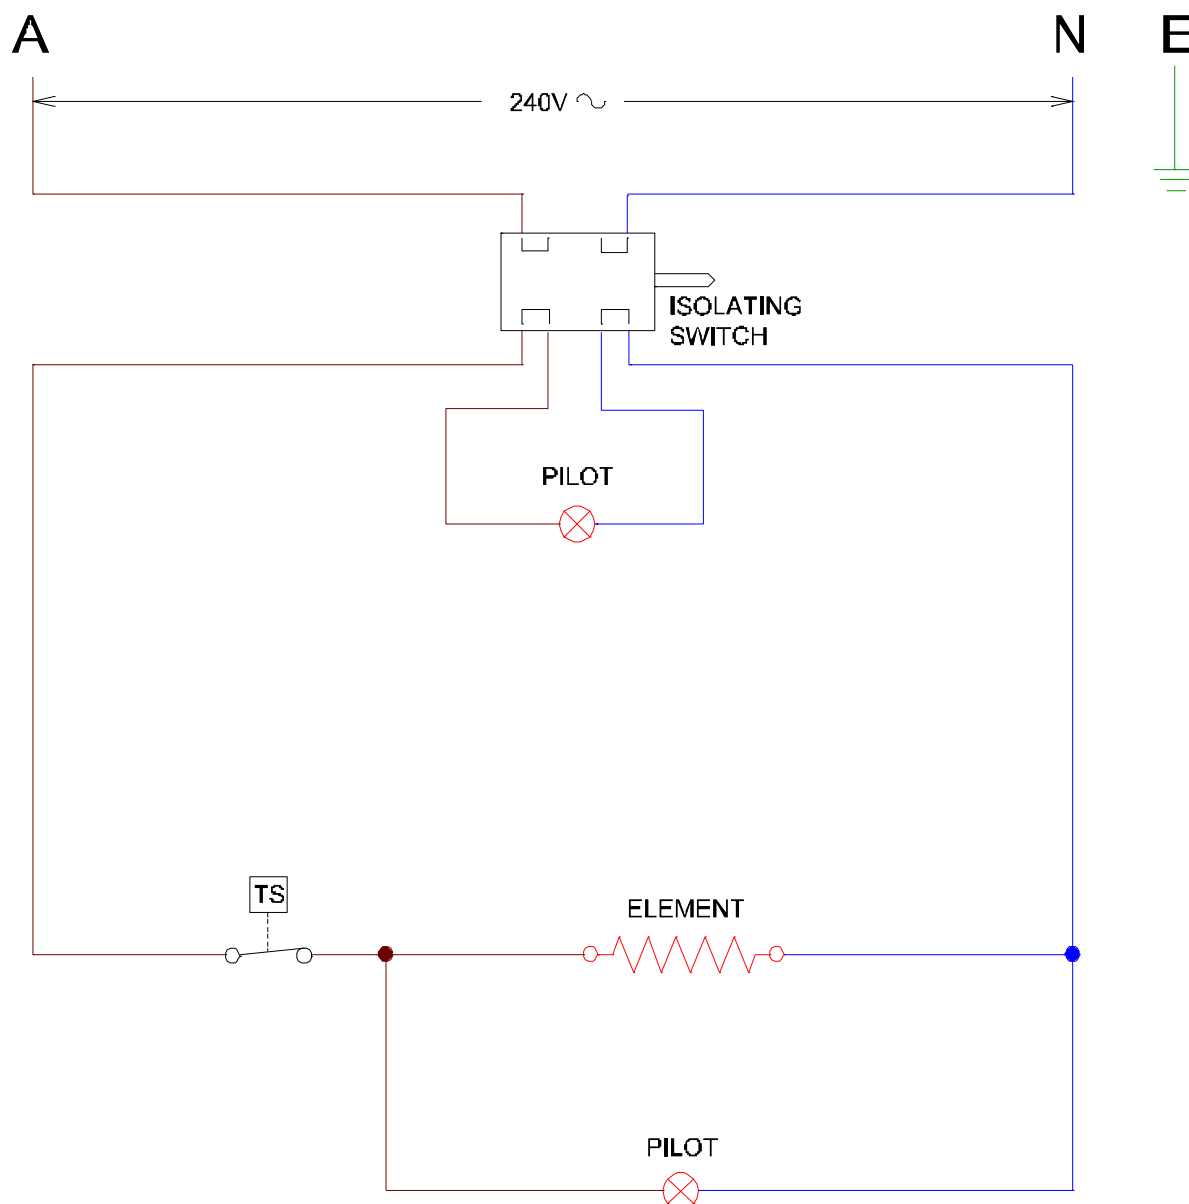 A
N
E
240V
ISOLATING
SWITCH
PILOT
TS
ELEMENT
PILOT